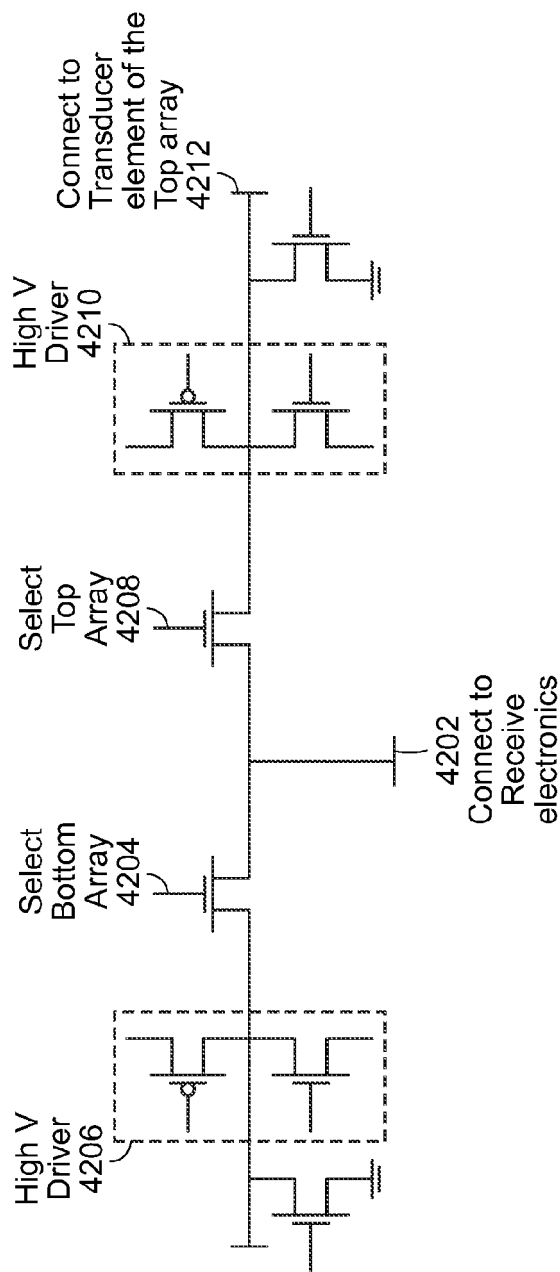 High V
Driver
4206
Select
Bottom
Array
4204
4202
Connect to
Receive
electronics
Select
Top
Array
4208
High V
Driver
4210
Connect to
Transducer
element of the
Top array
4212